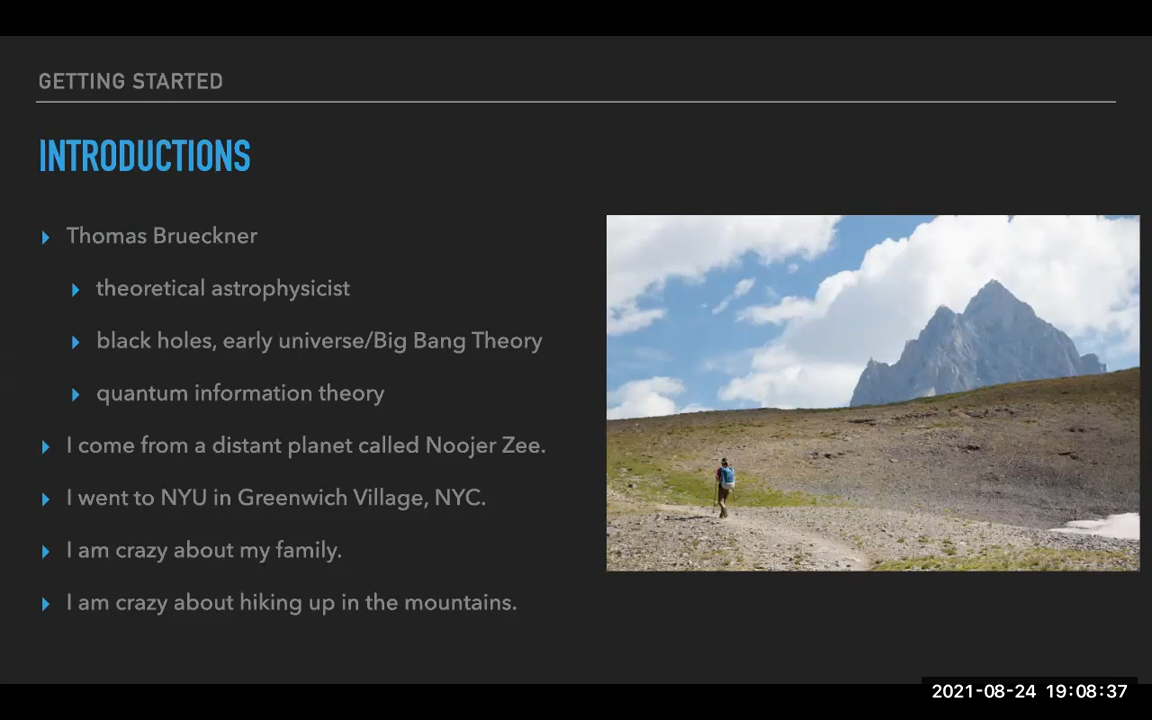 GETTING STARTED
INTRODUCTIONS
Thomas Brueckner
theoretical astrophysicist
black holes, early universe/Big Bang Theory
quantum information theory
I come from a distant planet called Noojer Zee.
I went to NYU in Greenwich Village, NYC.
I am crazy about my family.
I am crazy about hiking up in the mountains.
2021-08-24 19:08:37